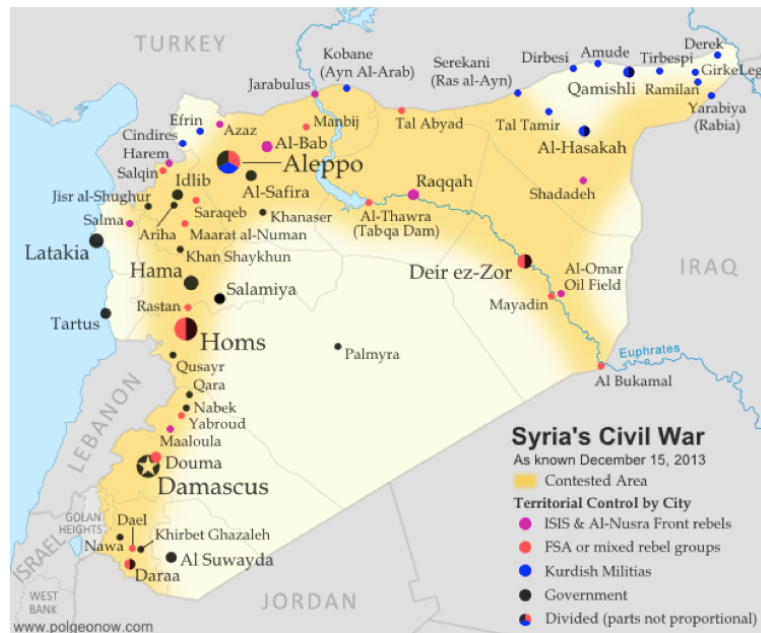 TURKEY
Kobane
(Ayn Al-Arab)
Serekani
(Ras al-Ayn)
Dirbesi
Amude
Tirbespi
Derek
GirkeLeg
Qamishli
Ramilan
Yarabiya
(Rabia)
Jarabulus
Efrin
Azaz
Manbij
Tal Abyad
Tal Tamir
Cindires
Al-Bab
Al-Hasakah
Harem
Aleppo
Salqin
Idlib
Al-Safira
Raqqah
Shadadeh
Jisr al-Shughur
Saraqeb
Khanaser
Al-Thawra
(Tabqa Dam)
Salma
Ariha
Maarat al-Numan
Latakia
Khan Shaykhun
Deir ez-Zor
Al-Omar
Oil Field
IRAQ
Hama
Salamiya
Mayadin
Rastan
Tartus
Homs
Palmyra
Euphrates
Qusayr
Al Bukamal
Qara
LEBANON
Nabek
Yabroud
Maaloula
Douma
Damascus
GOLAN
HEIGHTS
Dael
Khirbet Ghazaleh
Nawa
Al Suwayda
Daraa
ISRAEL
WEST
BANK
JORDAN
www.polgeonow.com
Syria's Civil War
As known December 15, 2013
Contested Area
Territorial Control by City
ISIS & Al-Nusra Front rebels
FSA or mixed rebel groups
Kurdish Militias
Government
Divided (parts not proportional)